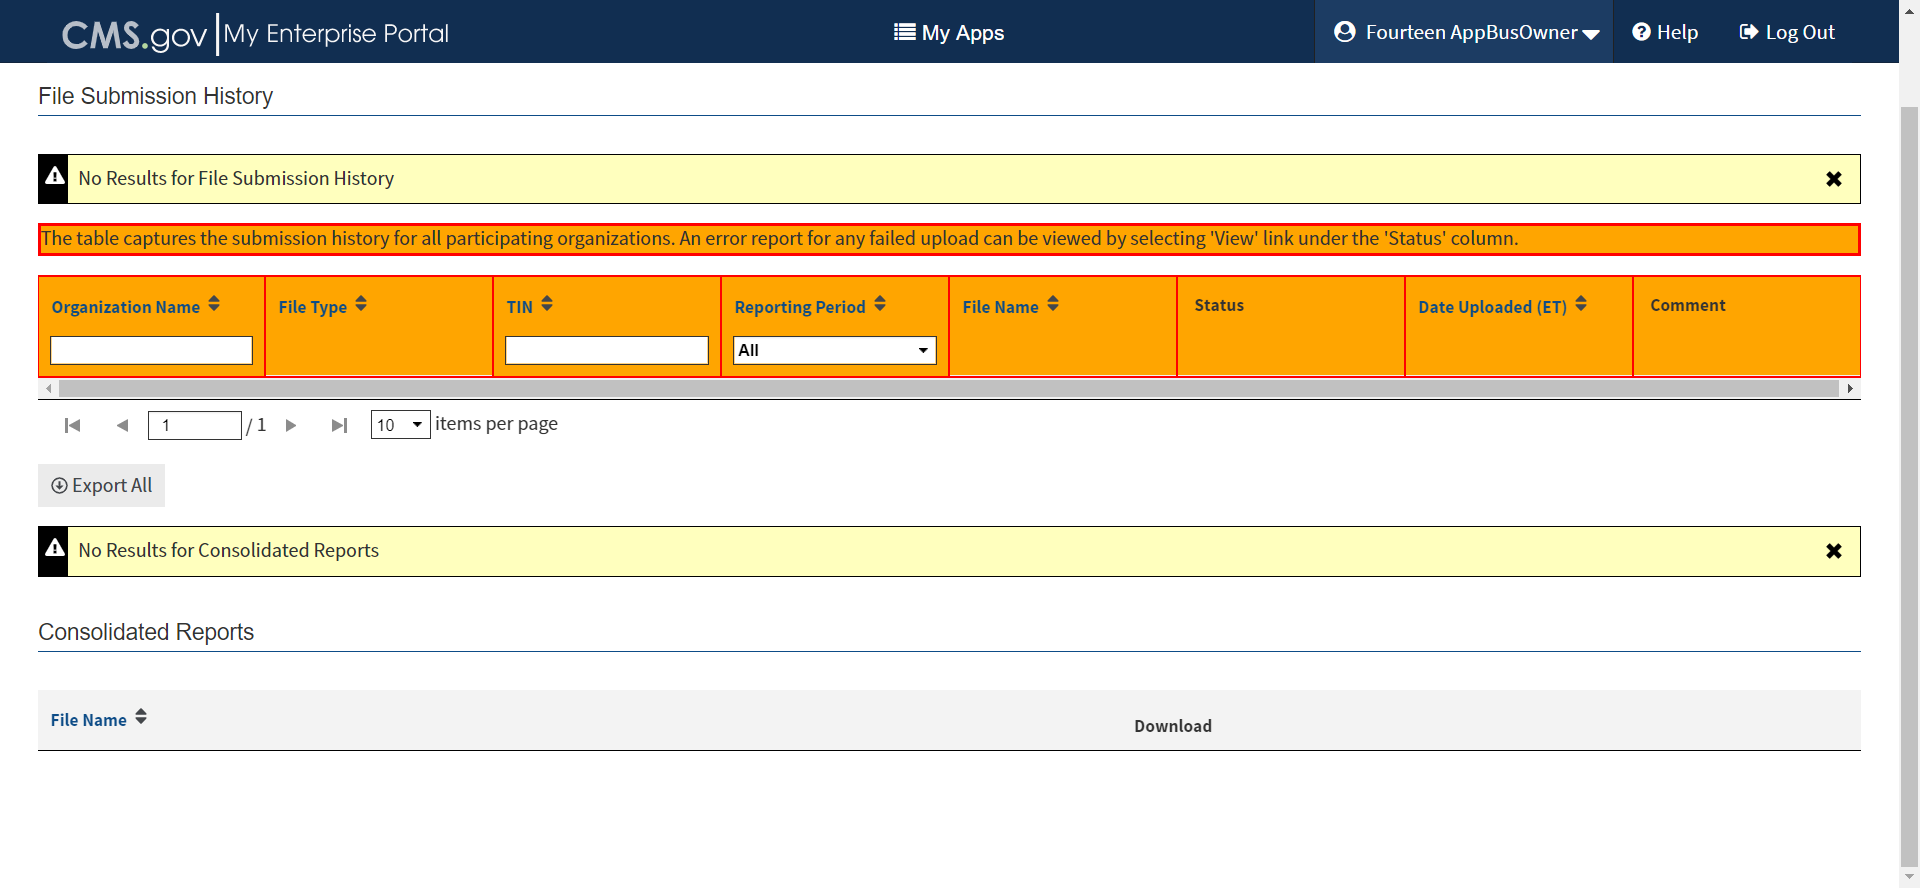 CMS.gov My Enterprise Portal
My Apps
Fourteen AppBusOwner
Help
Log Out
File Submission History
No Results for File Submission History
The table captures the submission history for all participating organizations. An error report for any failed upload can be viewed by selecting 'View' link under the 'Status' column.
Organization Name
File Type
TIN
Reporting Period
File Name
Status
Date Uploaded (ET)
Comment
All
1 / 1
10 items per page
Export All
No Results for Consolidated Reports
Consolidated Reports
File Name
Download